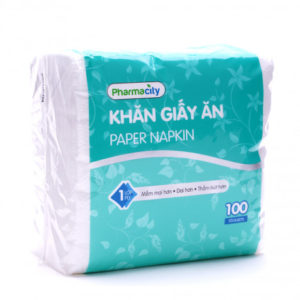 Pharmacity
KHĂN GIẤY ĂN
PAPER NAPKIN
1
Mềm mại hơn • Dai hơn • Thấm hút hơn
100